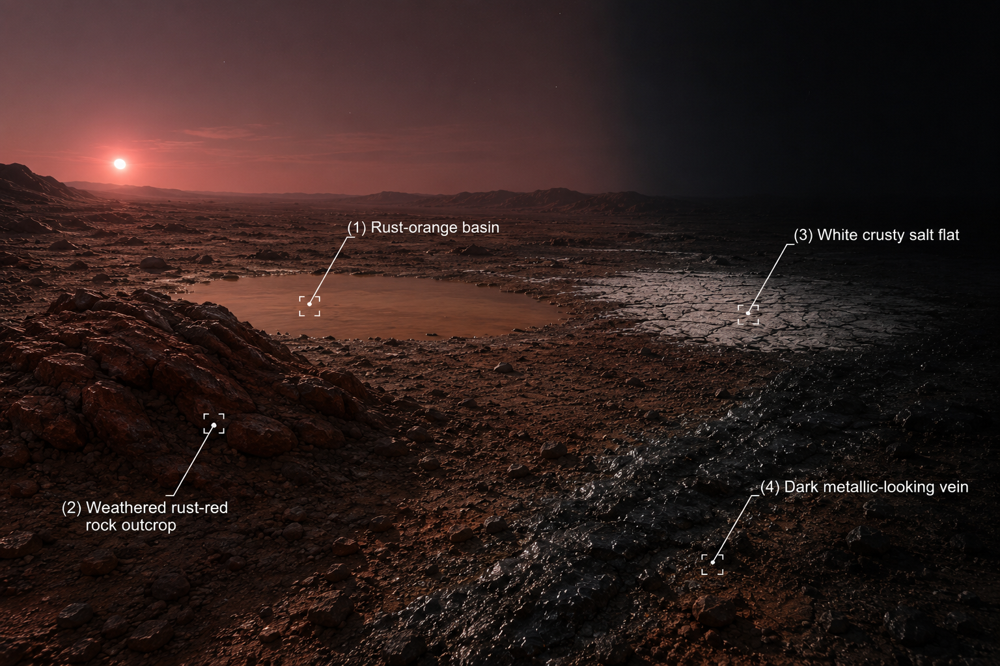 (1) Rust-orange basin
(3) White crusty salt flat
(4) Dark metallic-looking vein
(2) Weathered rust-red
rock outcrop